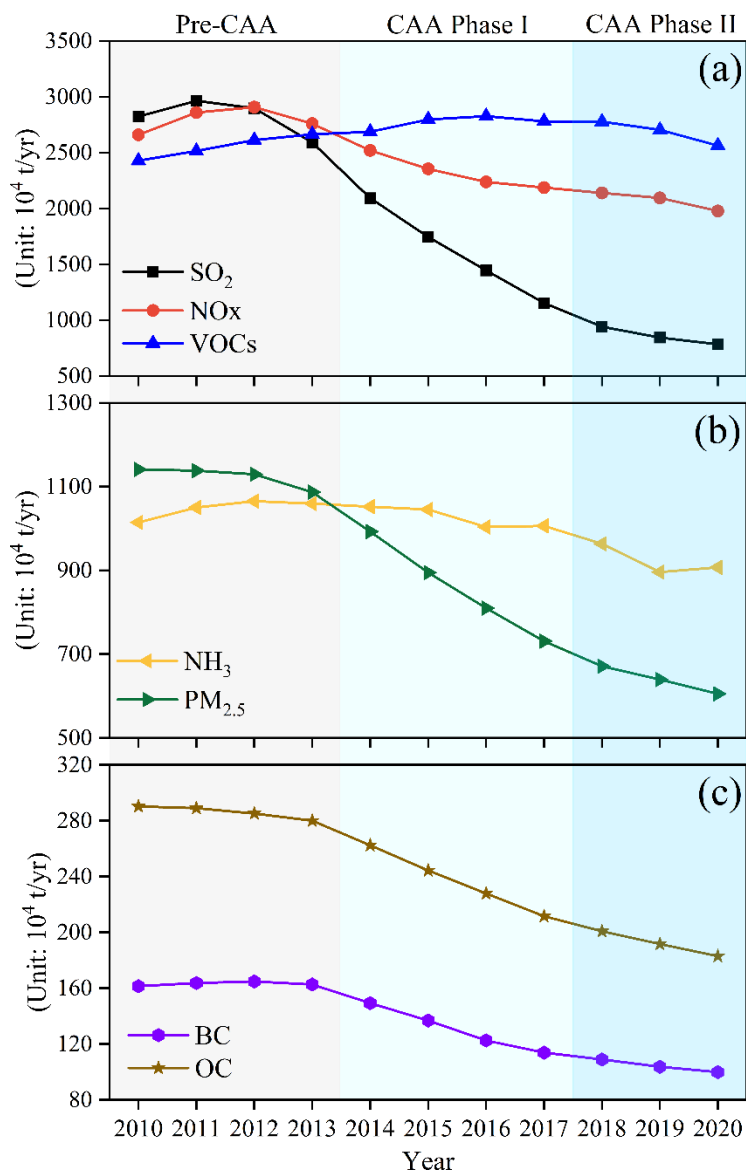 Pre-CAA CAA Phase I CAA Phase II
(a)
3500
3000
2500
2000
1500
1000
500
(Unit: 10⁴ t/yr)
SO₂
NOx
VOCs
(b)
1300
1100
900
700
500
(Unit: 10⁴ t/yr)
NH₃
PM₂.₅
(c)
320
280
240
200
160
120
80
(Unit: 10⁴ t/yr)
BC
OC
2010 2011 2012 2013 2014 2015 2016 2017 2018 2019 2020
Year